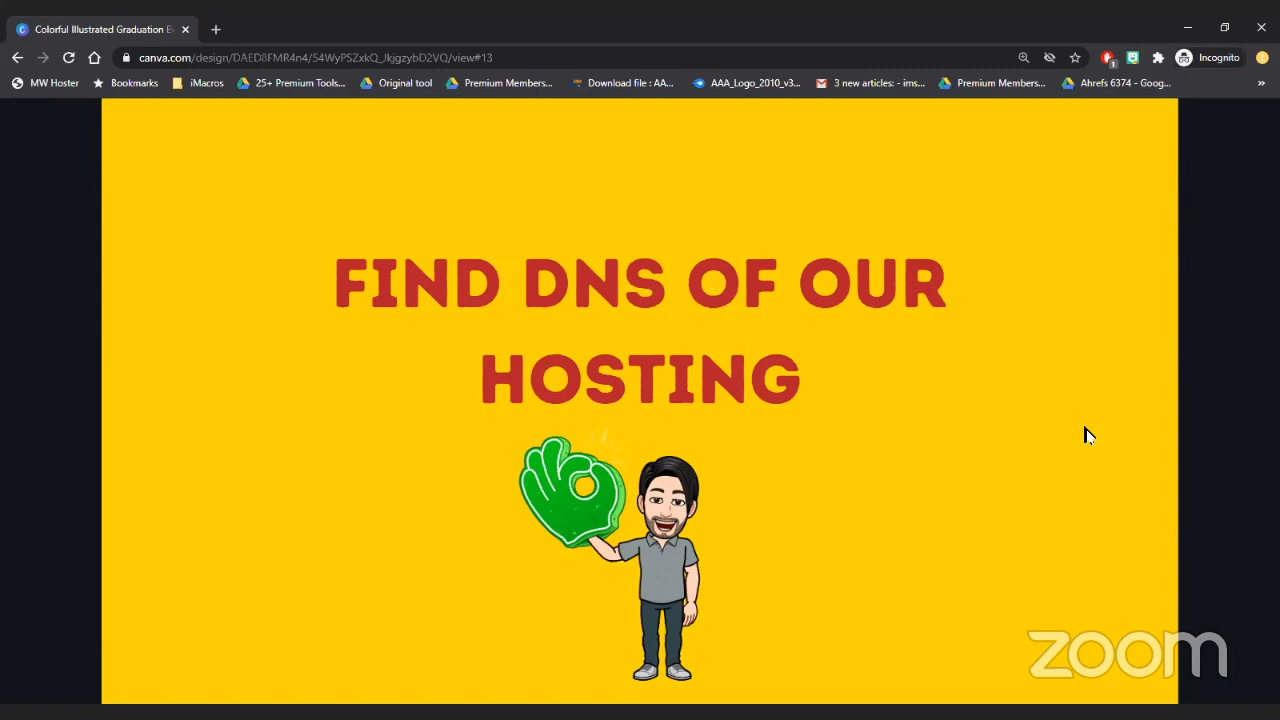 Colorful Illustrated Graduation Ev
canva.com/design/DAED8FMR4n4/54WyPSZxkQ_JkjgzybD2VQ/view#13
Incognito
MW Hoster
Bookmarks
iMacros
25+ Premium Tools...
Original tool
Premium Members...
Download file : AA...
AAA_Logo_2010_v3...
3 new articles: - ims...
Premium Members...
Ahrefs 6374 - Goog...
FIND DNS OF OUR
HOSTING
zoom